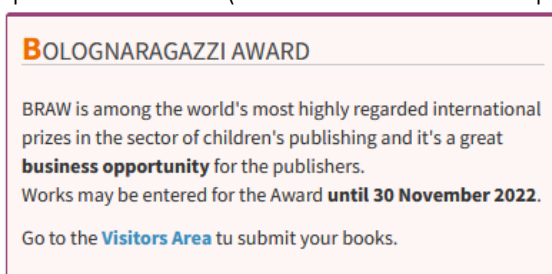 BOLOGNARAGAZZI AWARD
BRAW is among the world's most highly regarded international
prizes in the sector of children's publishing and it's a great
business opportunity for the publishers.
Works may be entered for the Award until 30 November 2022.
Go to the Visitors Area tu submit your books.